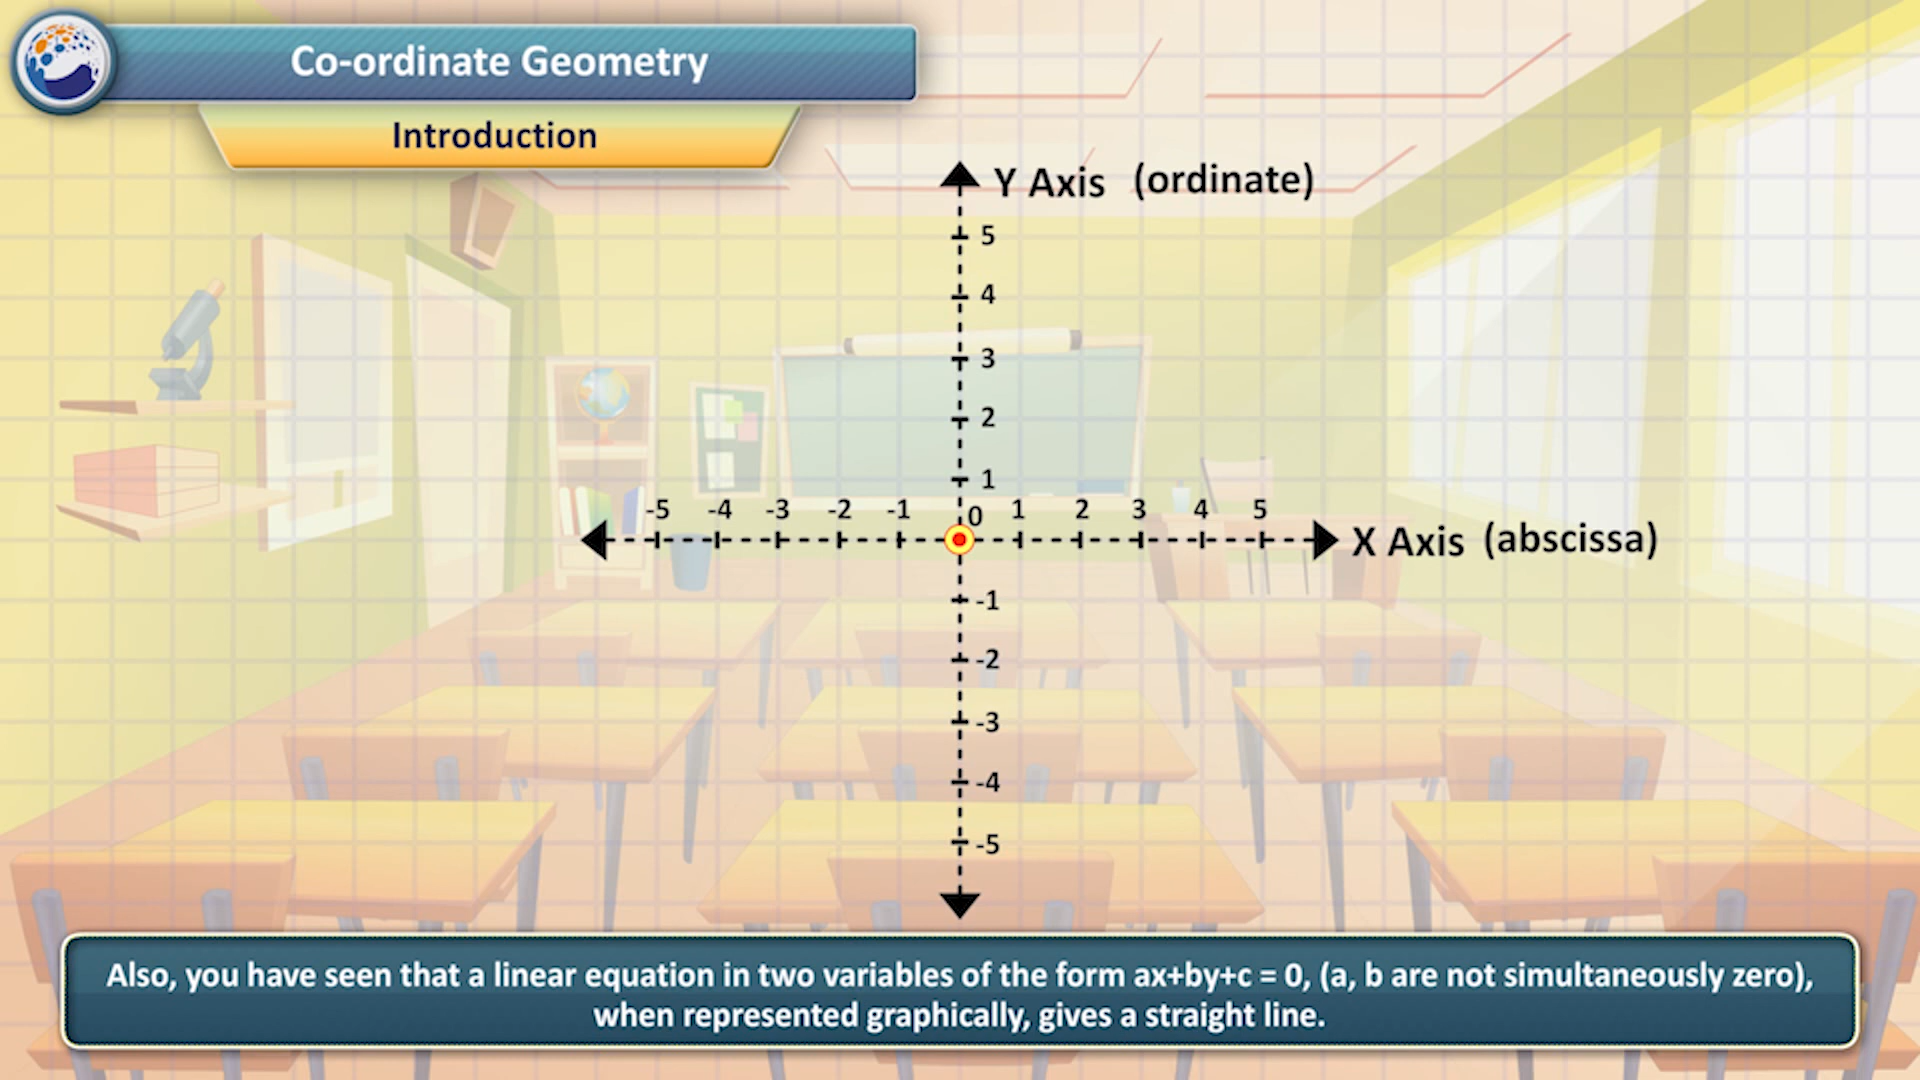 Co-ordinate Geometry
Introduction
Y Axis (ordinate)
5
4
3
2
1
-5 -4 -3 -2 -1 0 1 2 3 4 5
X Axis (abscissa)
-1
-2
-3
-4
-5
Also, you have seen that a linear equation in two variables of the form ax+by+c = 0, (a, b are not simultaneously zero),
when represented graphically, gives a straight line.